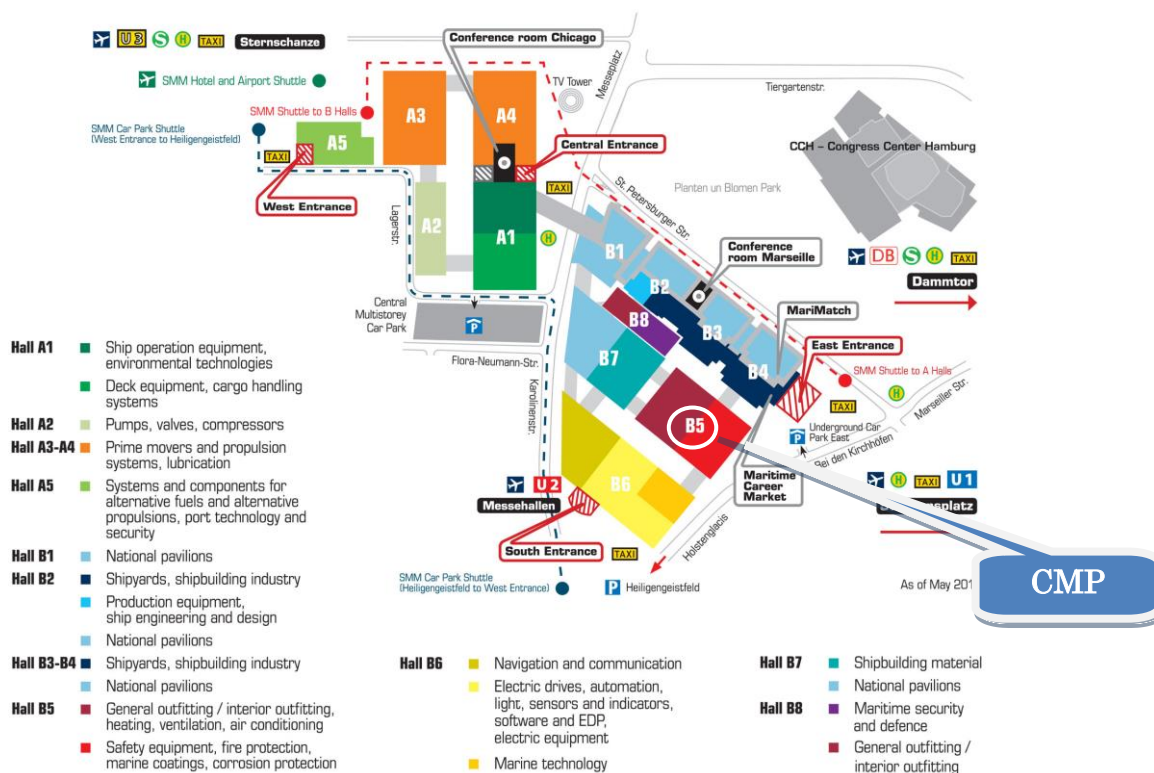 U3 S H TAXI Sternschanze
SMM Hotel and Airport Shuttle
SMM Shuttle to B Halls
SMM Car Park Shuttle
(West Entrance to Heiligengeistfeld)
TAXI
West Entrance
A5
A3
A4
Conference room Chicago
Central Entrance
TAXI
H
TV Tower
Messeplatz
Tiergartenstr.
CCH – Congress Center Hamburg
Planten un Blomen Park
St. Petersburger Str.
Lagerstr.
A2
A1
B1
B2
Conference
room Marseille
DB S H TAXI
Dammtor
Central
Multistorey
Car Park
P
Flora-Neumann-Str.
Karolinenstr.
B8
B7
B3
B4
MariMatch
East Entrance
SMM Shuttle to A Halls
H
Marseiller Str.
TAXI
Underground Car
Park East
P
Bei den Kirchhöfen
B5
B6
Maritime
Career
Market
H TAXI U1
splatz
U2
Messehallen
South Entrance
TAXI
Holstenglacis
SMM Car Park Shuttle
(Heiligengeistfeld to West Entrance)
P Heiligengeistfeld
As of May 201
CMP
Hall A1 Ship operation equipment,
environmental technologies
Deck equipment, cargo handling
systems
Hall A2 Pumps, valves, compressors
Hall A3-A4 Prime movers and propulsion
systems, lubrication
Hall A5 Systems and components for
alternative fuels and alternative
propulsions, port technology and
security
Hall B1 National pavilions
Hall B2 Shipyards, shipbuilding industry
Production equipment,
ship engineering and design
National pavilions
Hall B3-B4 Shipyards, shipbuilding industry
National pavilions
Hall B5 General outfitting / interior outfitting,
heating, ventilation, air conditioning
Safety equipment, fire protection,
marine coatings, corrosion protection
Hall B6 Navigation and communication
Electric drives, automation,
light, sensors and indicators,
software and EDP,
electric equipment
Marine technology
Hall B7 Shipbuilding material
National pavilions
Hall B8 Maritime security
and defence
General outfitting /
interior outfitting